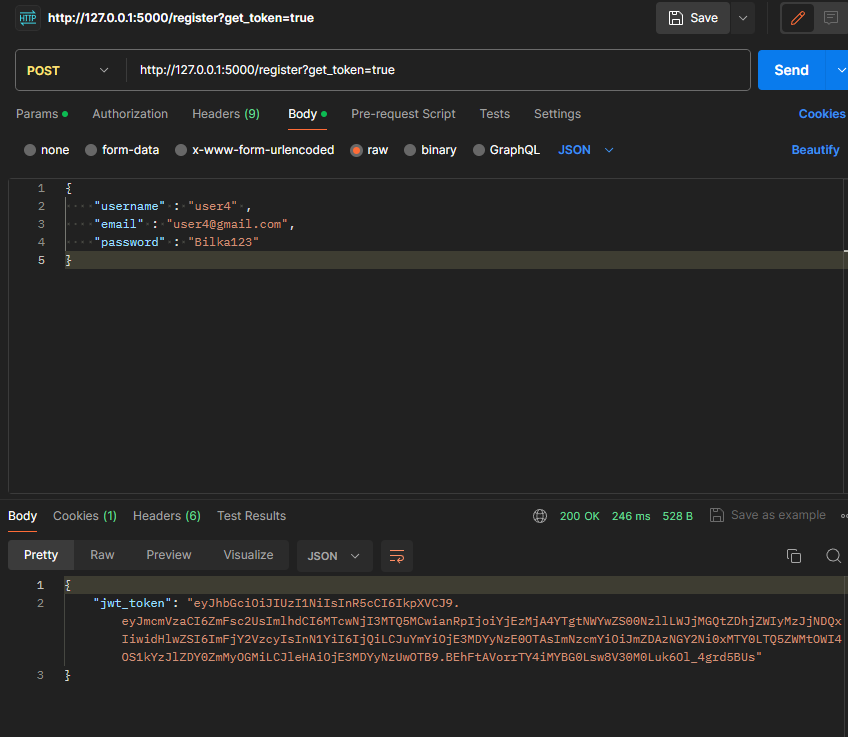 HTTP http://127.0.0.1:5000/register?get_token=true Save
POST http://127.0.0.1:5000/register?get_token=true Send
Params Authorization Headers (9) Body Pre-request Script Tests Settings Cookies
none form-data x-www-form-urlencoded raw binary GraphQL JSON Beautify
1 {
2 ····"username"·:·"user4"·,
3 ····"email"·:·"user4@gmail.com",
4 ····"password"·:·"Bilka123"
5 }
Body Cookies (1) Headers (6) Test Results 200 OK 246 ms 528 B Save as example
Pretty Raw Preview Visualize JSON
1 {
2 "jwt_token": "eyJhbGciOiJIUzI1NiIsInR5cCI6IkpXVCJ9.
eyJmcmVzaCI6ZmFsc2UsImlhdCI6MTcwNjI3MTQ5MCwianRpIjoiYjEzMjA4YTgtNWYwZS00NzllLWJjMGQtZDhjZWIyMzJjNDQx
IiwidHlwZSI6ImFjY2VzcyIsInN1YiI6IjQiLCJuYmYiOjE3MDYyNzE0OTAsImNzcmYiOiJmZDAzNGY2Ni0xMTY0LTQ5ZWMtOWI4
OS1kYzJlZDY0ZmMyOGMiLCJleHAiOjE3MDYyNzUwOTB9.BEhFtAVorrTY4iMYBG0Lsw8V30M0Luk6Ol_4grd5BUs"
3 }